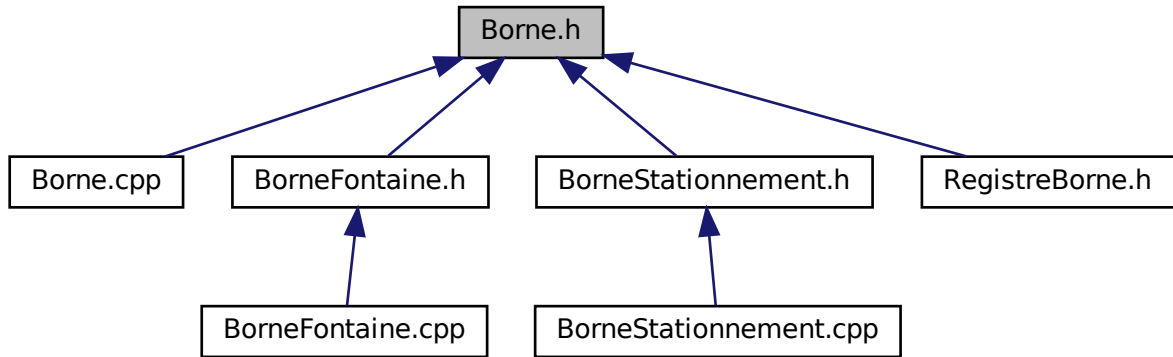 Borne.h
Borne.cpp
BorneFontaine.h
BorneStationnement.h
RegistreBorne.h
BorneFontaine.cpp
BorneStationnement.cpp